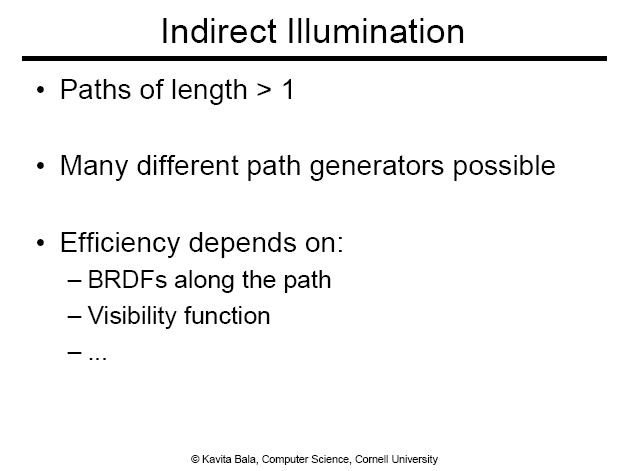 Indirect Illumination
• Paths of length > 1
• Many different path generators possible
• Efficiency depends on:
– BRDFs along the path
– Visibility function
– ...
© Kavita Bala, Computer Science, Cornell University